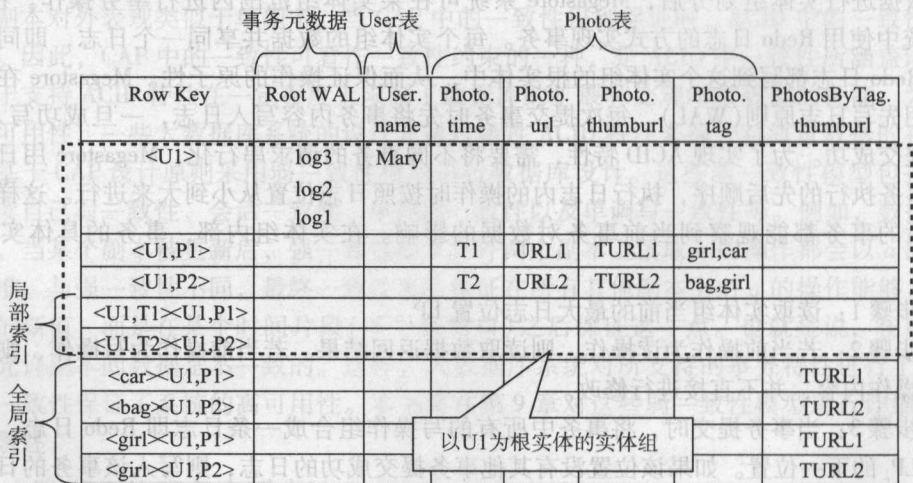 事务元数据 User表 Photo表
Row Key Root WAL User. name Photo. time Photo. url Photo. thumburl Photo. tag PhotosByTag. thumburl
<U1> log3 Mary
log2
log1
<U1,P1> T1 URL1 TURL1 girl,car
<U1,P2> T2 URL2 TURL2 bag,girl
局部索引
<U1,T1><U1,P1>
<U1,T2><U1,P2>
全局索引
<car><U1,P1> TURL1
<bag><U1,P2> TURL2
<girl><U1,P1> TURL1
<girl><U1,P2> TURL2
以U1为根实体的实体组